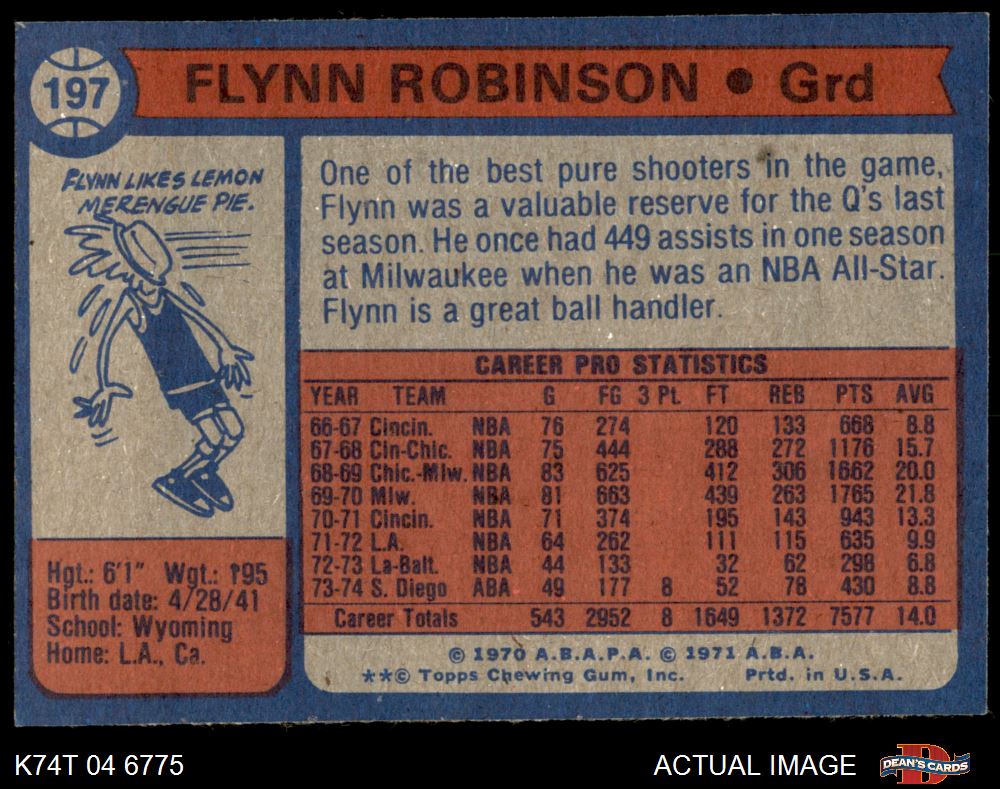 197
FLYNN ROBINSON • Grd
FLYNN LIKES LEMON
MERENGUE PIE.
One of the best pure shooters in the game,
Flynn was a valuable reserve for the Q's last
season. He once had 449 assists in one season
at Milwaukee when he was an NBA All-Star.
Flynn is a great ball handler.
CAREER PRO STATISTICS
YEAR TEAM G FG 3 Pt. FT REB PTS AVG
66-67 Cincin. NBA 76 274 120 133 668 8.8
67-68 Cin-Chic. NBA 75 444 288 272 1176 15.7
68-69 Chic.-Mlw. NBA 83 625 412 306 1662 20.0
69-70 Mlw. NBA 81 663 439 263 1765 21.8
70-71 Cincin. NBA 71 374 195 143 943 13.3
71-72 L.A. NBA 64 262 111 115 635 9.9
72-73 La-Balt. NBA 44 133 32 62 298 6.8
73-74 S. Diego ABA 49 177 8 52 78 430 8.8
Career Totals 543 2952 8 1649 1372 7577 14.0
Hgt.: 6'1" Wgt.: 195
Birth date: 4/28/41
School: Wyoming
Home: L.A., Ca.
© 1970 A.B.A.P.A. © 1971 A.B.A.
**© Topps Chewing Gum, Inc. Prtd. in U.S.A.
K74T 04 6775
ACTUAL IMAGE
DEAN'S CARDS